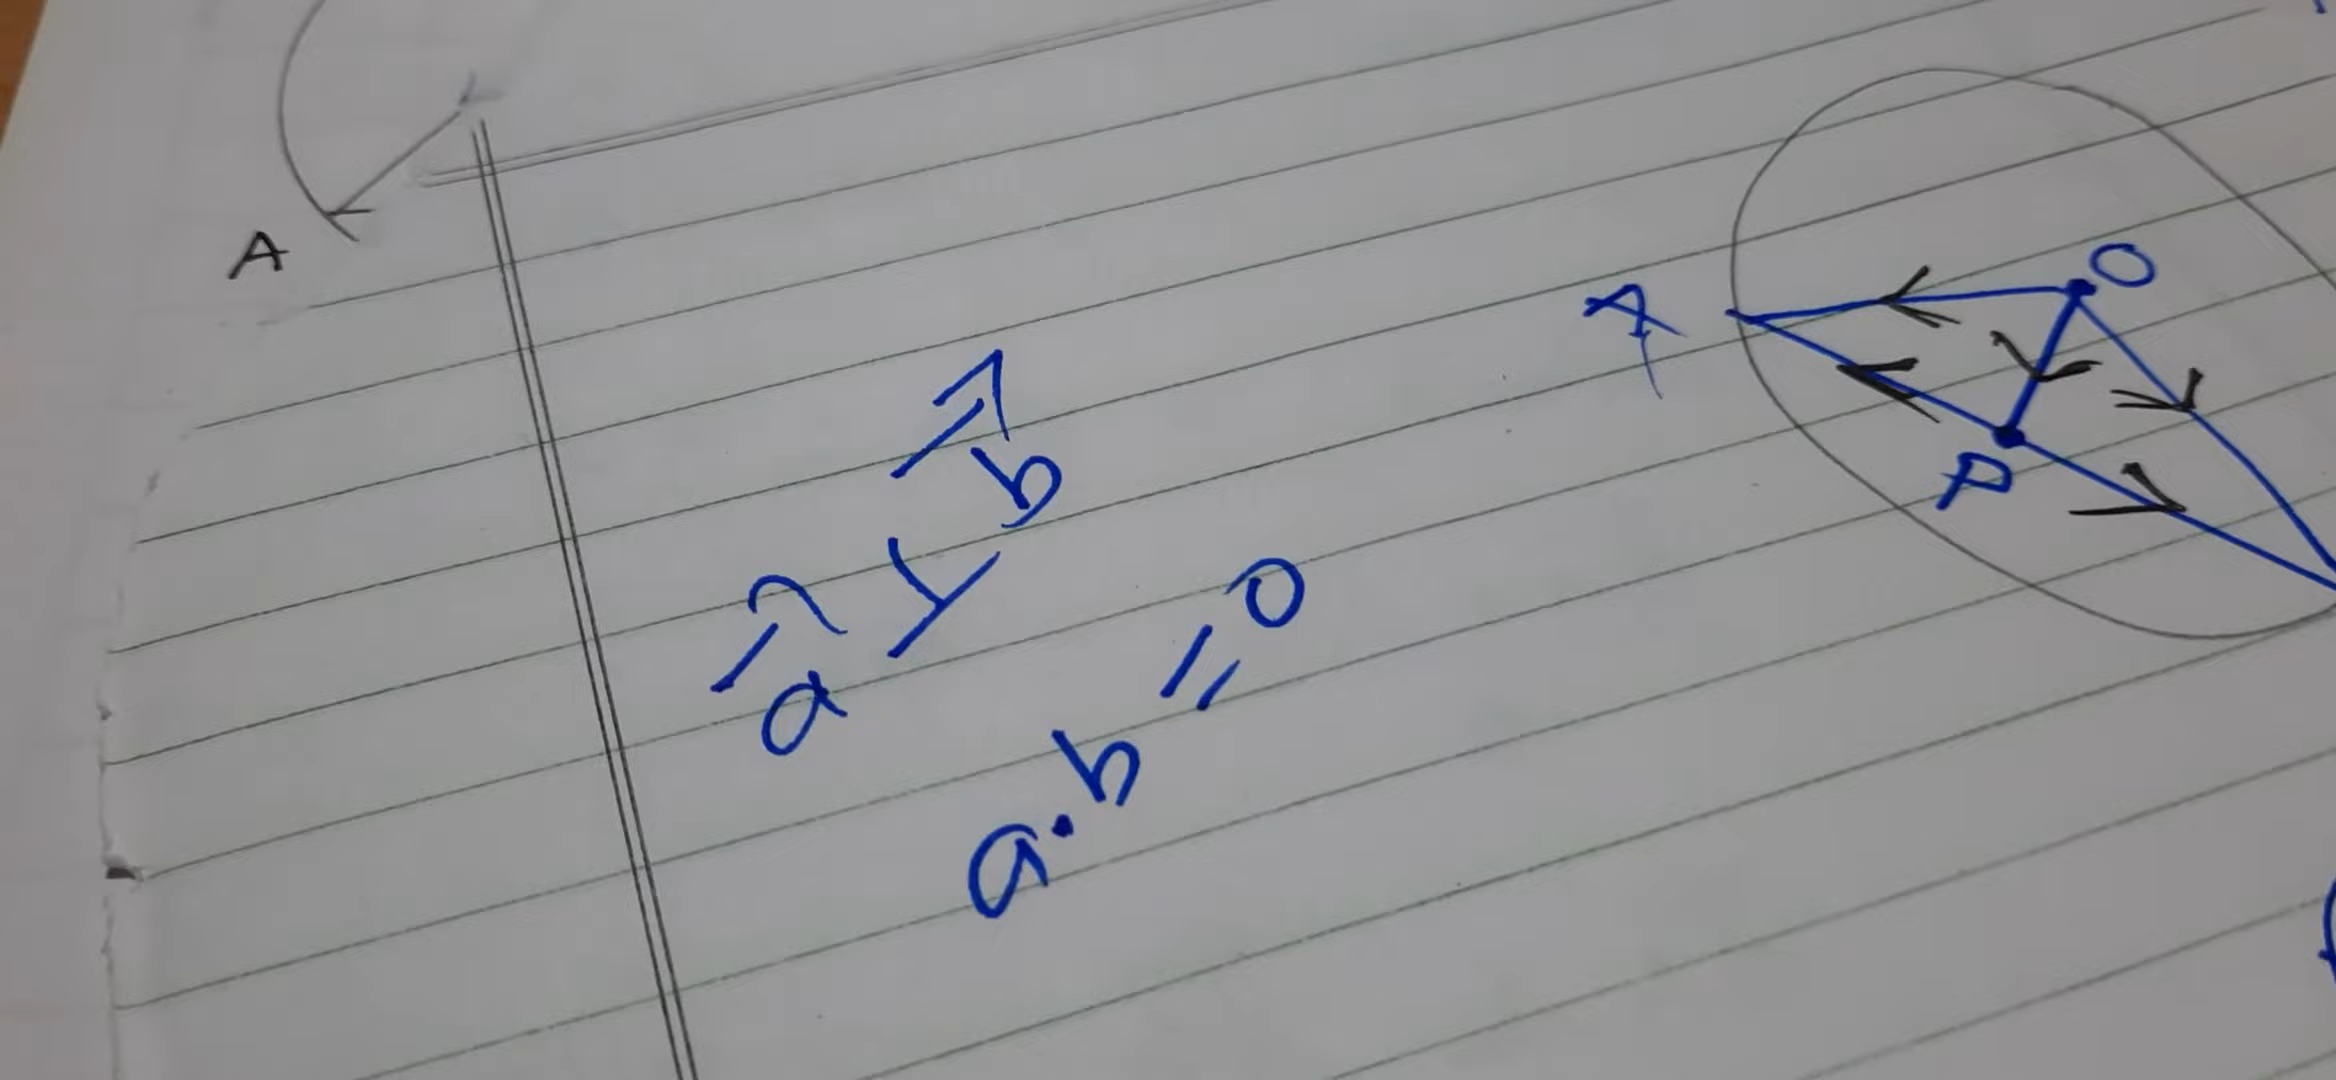 A
a⃗ ⊥ b⃗
a·b = 0
A
O
P